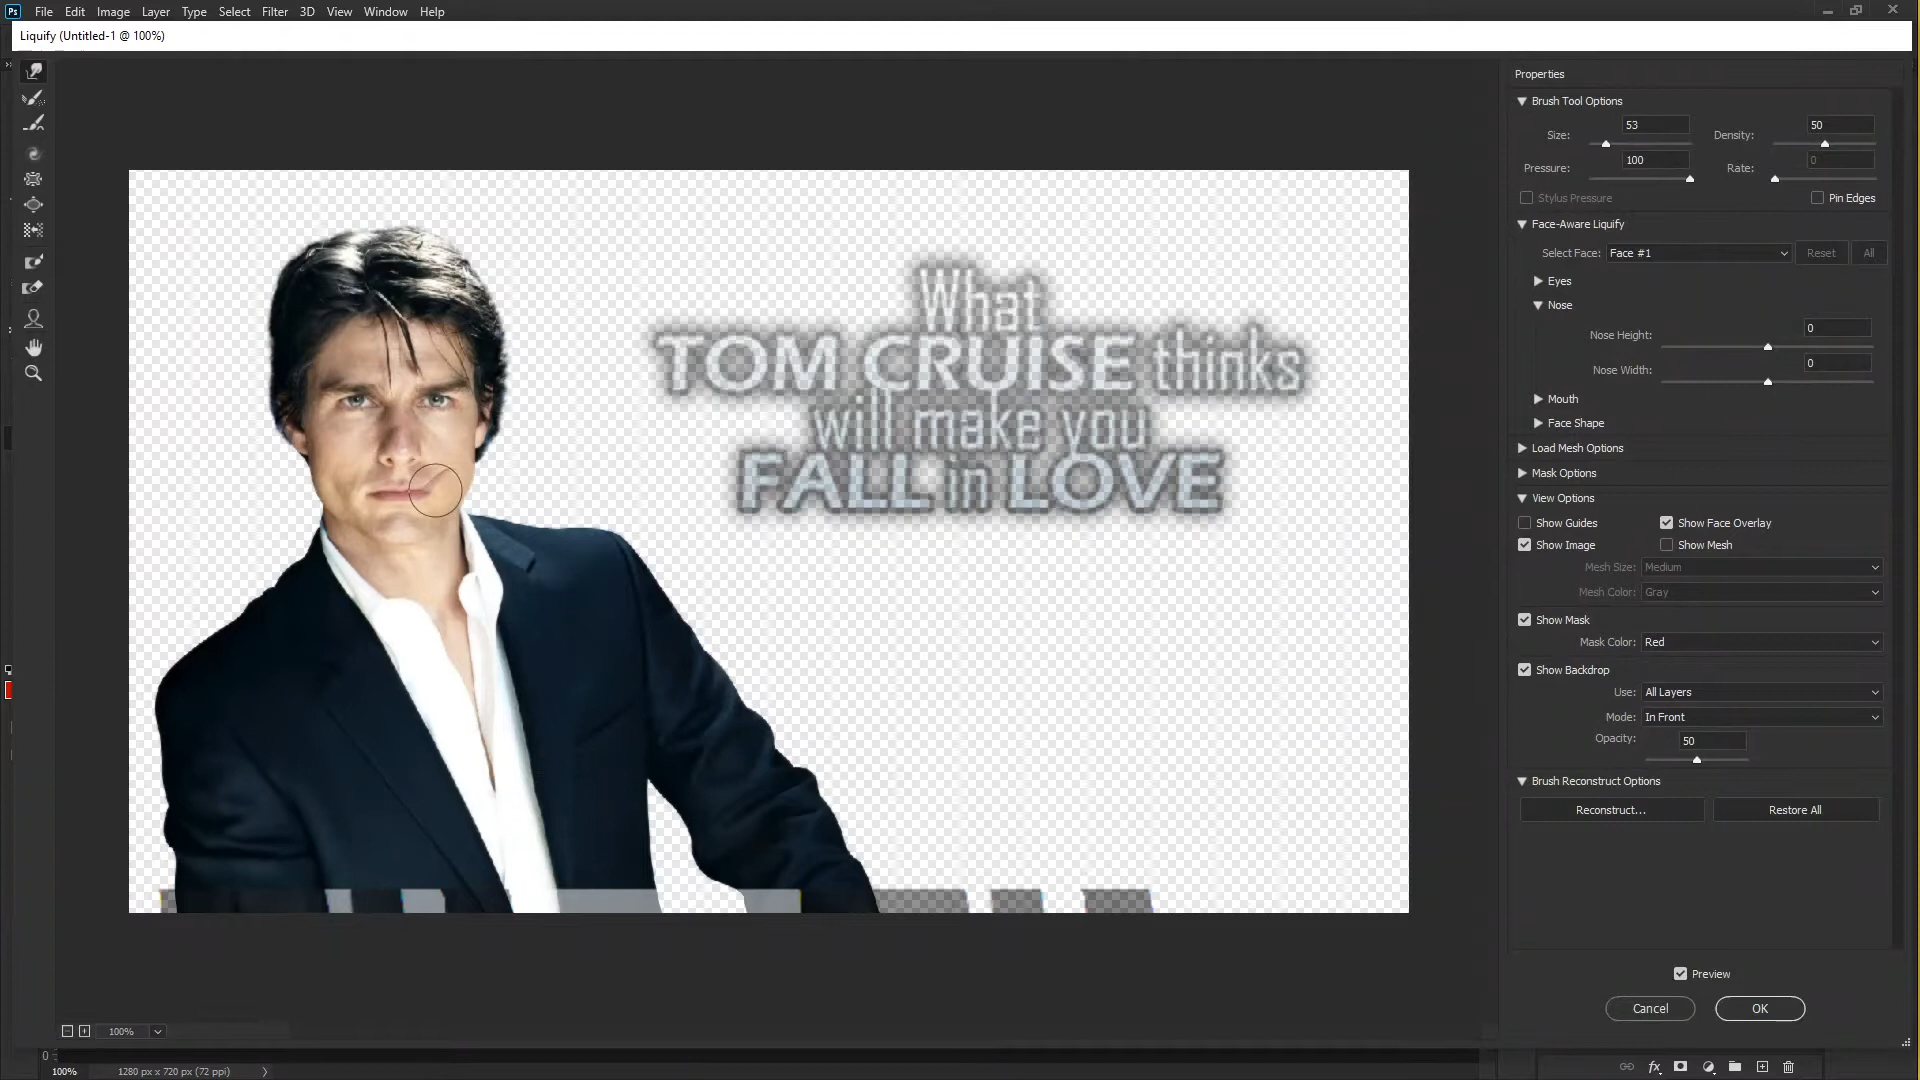 Ps File Edit Image Layer Type Select Filter 3D View Window Help
Liquify (Untitled-1 @ 100%)
Properties
Brush Tool Options
Size: 53 Density: 50
Pressure: 100 Rate: 0
Stylus Pressure Pin Edges
Face-Aware Liquify
Select Face: Face #1 Reset All
Eyes
Nose
Nose Height: 0
Nose Width: 0
Mouth
Face Shape
Load Mesh Options
Mask Options
View Options
Show Guides Show Face Overlay
Show Image Show Mesh
Mesh Size: Medium
Mesh Color: Gray
Show Mask
Mask Color: Red
Show Backdrop
Use: All Layers
Mode: In Front
Opacity: 50
Brush Reconstruct Options
Reconstruct... Restore All
Preview
Cancel OK
What
TOM CRUISE thinks
will make you
FALL in LOVE
100%
0
100% 1280 px x 720 px (72 ppi)
fx